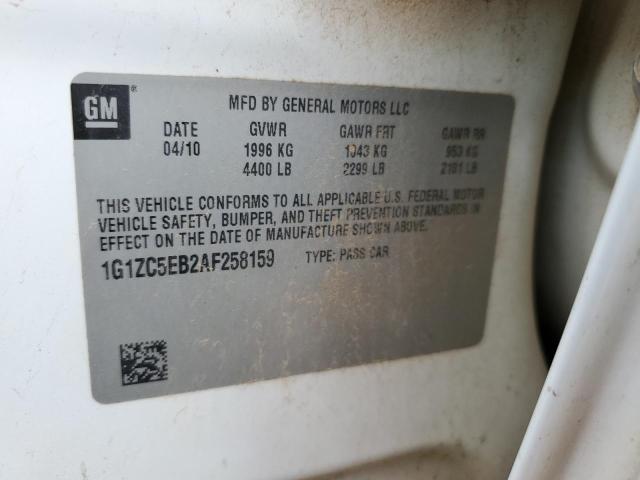 GM
MFD BY GENERAL MOTORS LLC
DATE GVWR GAWR FRT GAWR RR
04/10 1996 KG 1043 KG 953 KG
4400 LB 2299 LB 2101 LB
THIS VEHICLE CONFORMS TO ALL APPLICABLE U.S. FEDERAL MOTOR
VEHICLE SAFETY, BUMPER, AND THEFT PREVENTION STANDARDS IN
EFFECT ON THE DATE OF MANUFACTURE SHOWN ABOVE.
1G1ZC5EB2AF258159 TYPE: PASS CAR